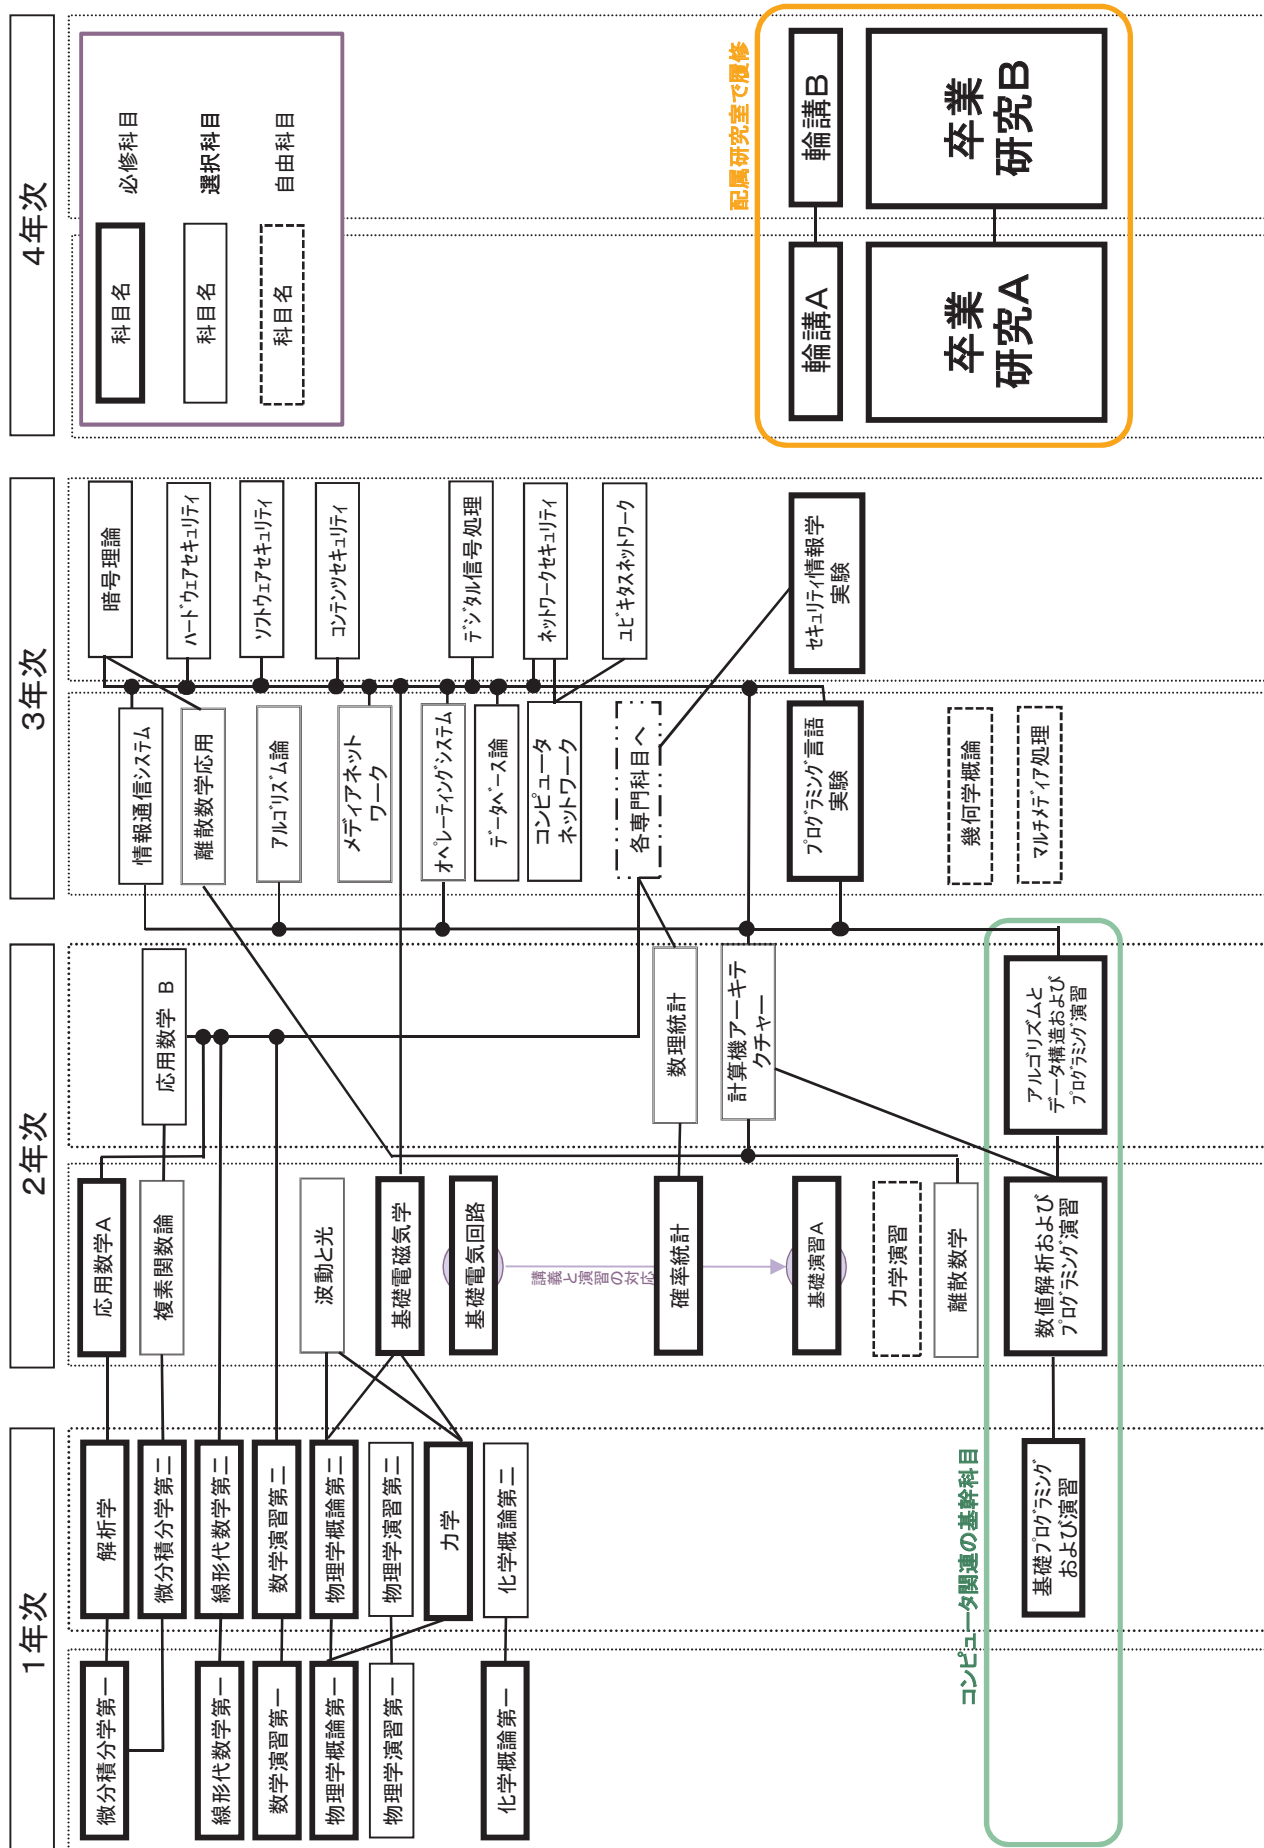 1年次
2年次
3年次
4年次
微分積分学第一
線形代数学第一
数学演習第一
物理学概論第一
物理学演習第一
化学概論第一
解析学
微分積分学第二
線形代数学第二
数学演習第二
物理学概論第二
物理学演習第二
力学
化学概論第二
コンピュータ関連の基幹科目
基礎プログラミング
および演習
応用数学A
複素関数論
波動と光
基礎電磁気学
基礎電気回路
講義と演習の対応
確率統計
基礎演習A
力学演習
離散数学
数値解析および
プログラミング演習
応用数学 B
数理統計
計算機アーキテ
クチャー
アルゴリズムと
データ構造および
プログラミング演習
情報通信システム
離散数学応用
アルゴリズム論
メディアネット
ワーク
オペレーティングシステム
データベース論
コンピュータ
ネットワーク
各専門科目へ
プログラミング言語
実験
幾何学概論
マルチメディア処理
暗号理論
ハードウェアセキュリティ
ソフトウェアセキュリティ
コンテンツセキュリティ
デジタル信号処理
ネットワークセキュリティ
ユビキタスネットワーク
セキュリティ情報学
実験
科目名 必修科目
科目名 選択科目
科目名 自由科目
配属研究室で履修
輪講A
輪講B
卒業
研究A
卒業
研究B